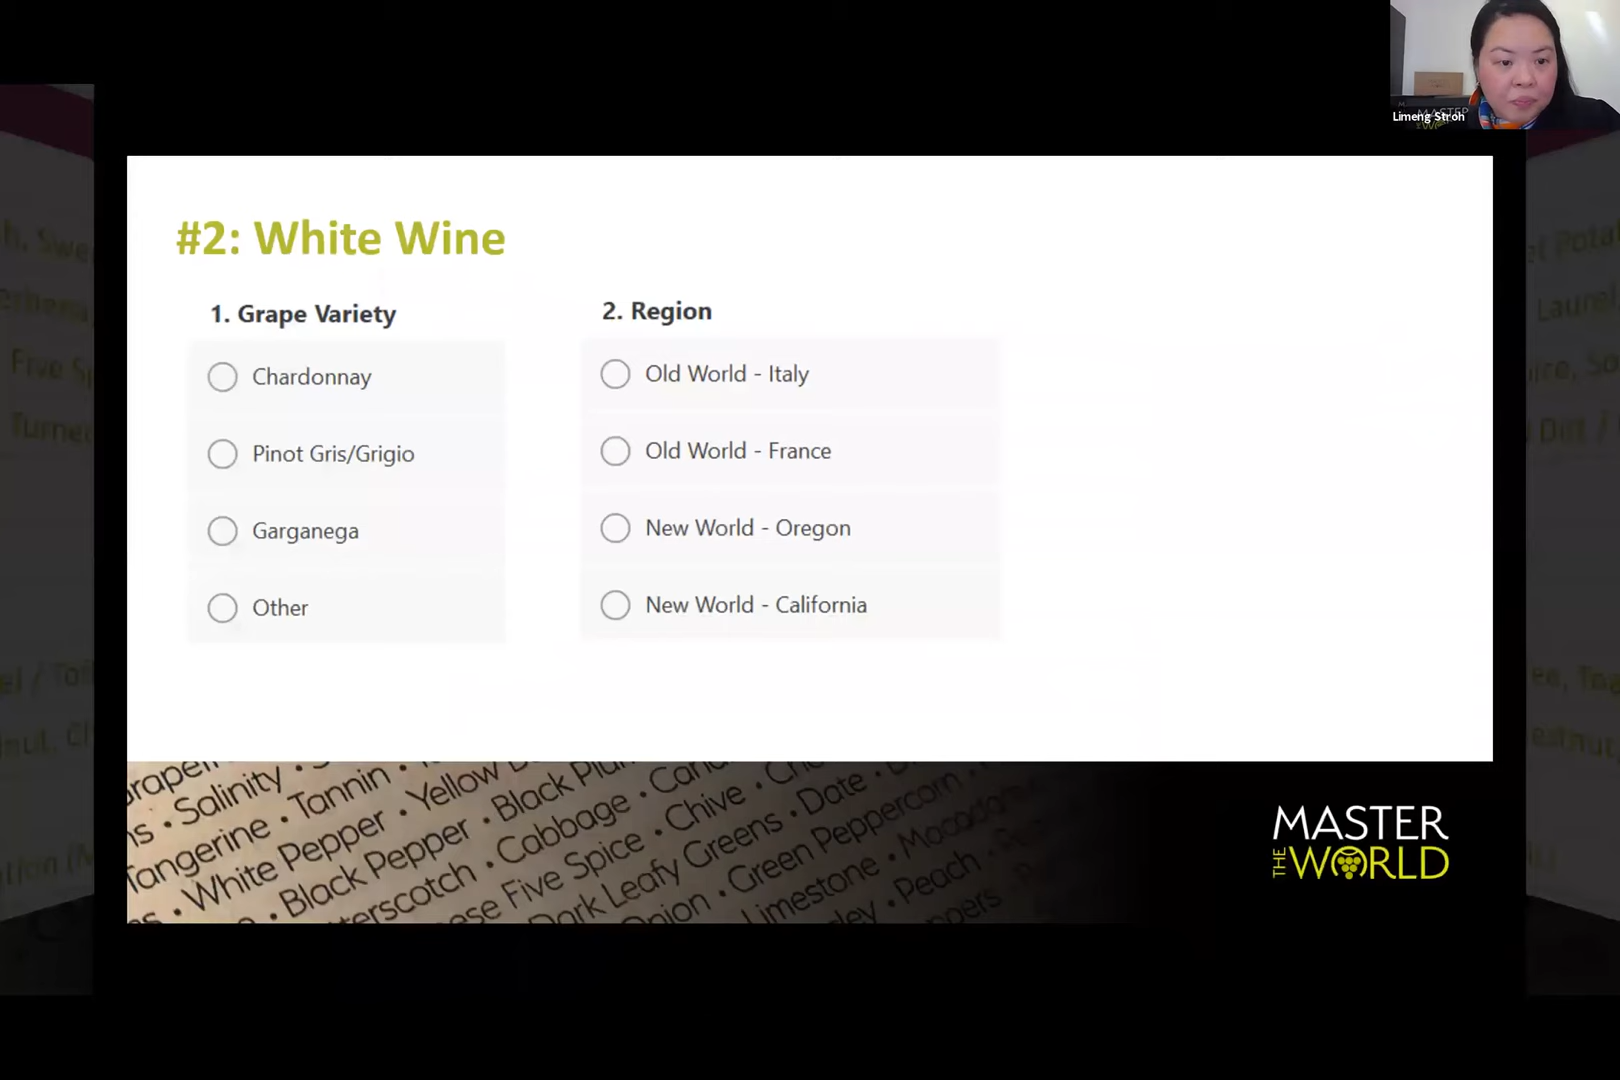 Limeng Stroh
#2: White Wine
1. Grape Variety
Chardonnay
Pinot Gris/Grigio
Garganega
Other
2. Region
Old World - Italy
Old World - France
New World - Oregon
New World - California
Salinity •
Tangerine • Tannin •
• White Pepper • Yellow
• Black Pepper • Black
• Cabbage •
Five Spice • Chive •
Dark Leafy Greens • Date •
• Green Peppercorn
Limestone •
• Peach •
MASTER
THE WORLD